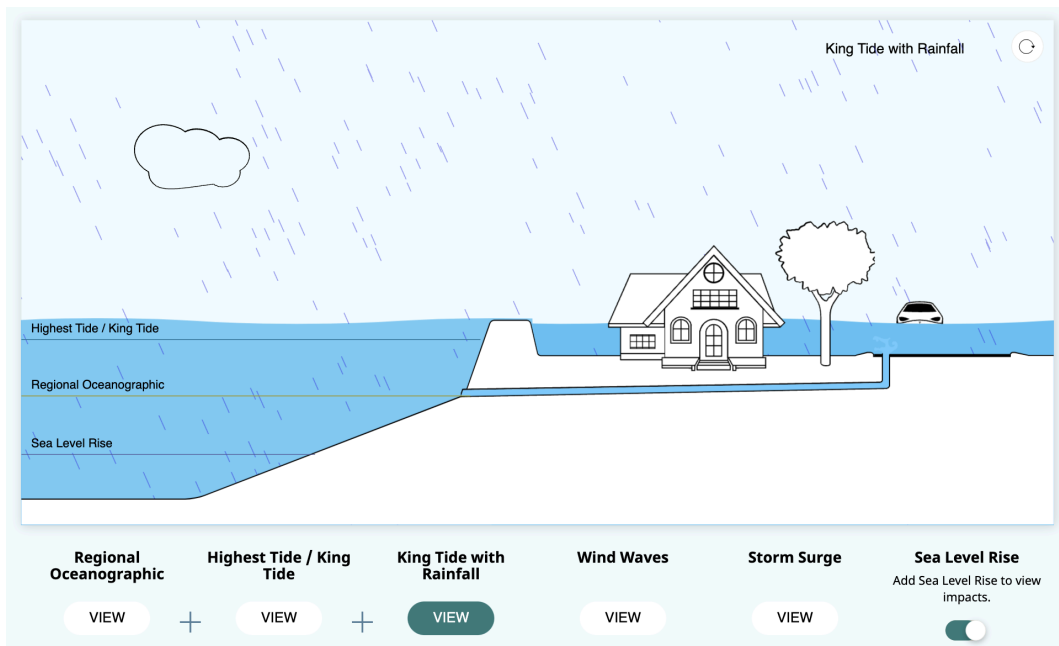 King Tide with Rainfall
Highest Tide / King Tide
Regional Oceanographic
Sea Level Rise
Regional
Oceanographic
VIEW
Highest Tide / King
Tide
VIEW
King Tide with
Rainfall
VIEW
Wind Waves
VIEW
Storm Surge
VIEW
Sea Level Rise
Add Sea Level Rise to view
impacts.